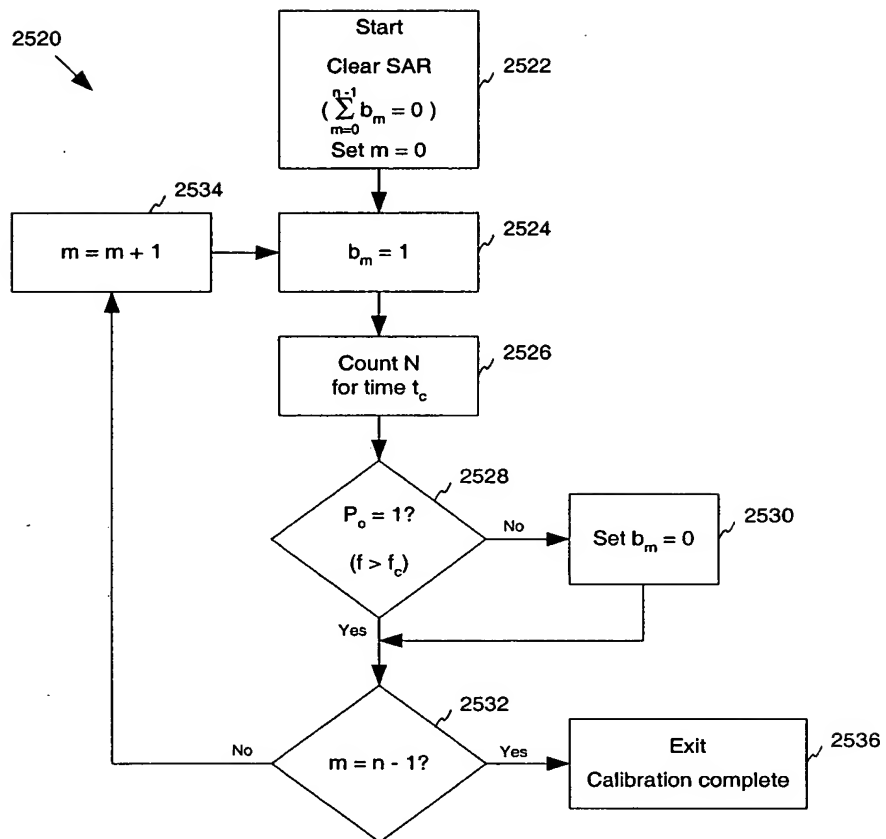 2520
Start
Clear SAR
n-1
( ∑ b_m = 0 )
m=0
Set m = 0
2522
2534
m = m + 1
b_m = 1
2524
Count N
for time t_c
2526
P_o = 1?
(f > f_c)
2528
No
Set b_m = 0
2530
Yes
m = n - 1?
2532
No
Yes
Exit
Calibration complete
2536